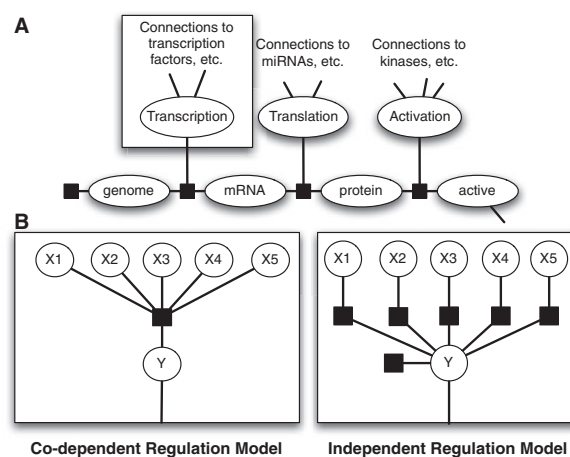 A
Connections to
transcription
factors, etc.
Connections to
miRNAs, etc.
Connections to
kinases, etc.
Transcription
Translation
Activation
genome
mRNA
protein
active
B
X1 X2 X3 X4 X5
Y
X1 X2 X3 X4 X5
Y
Co-dependent Regulation Model
Independent Regulation Model